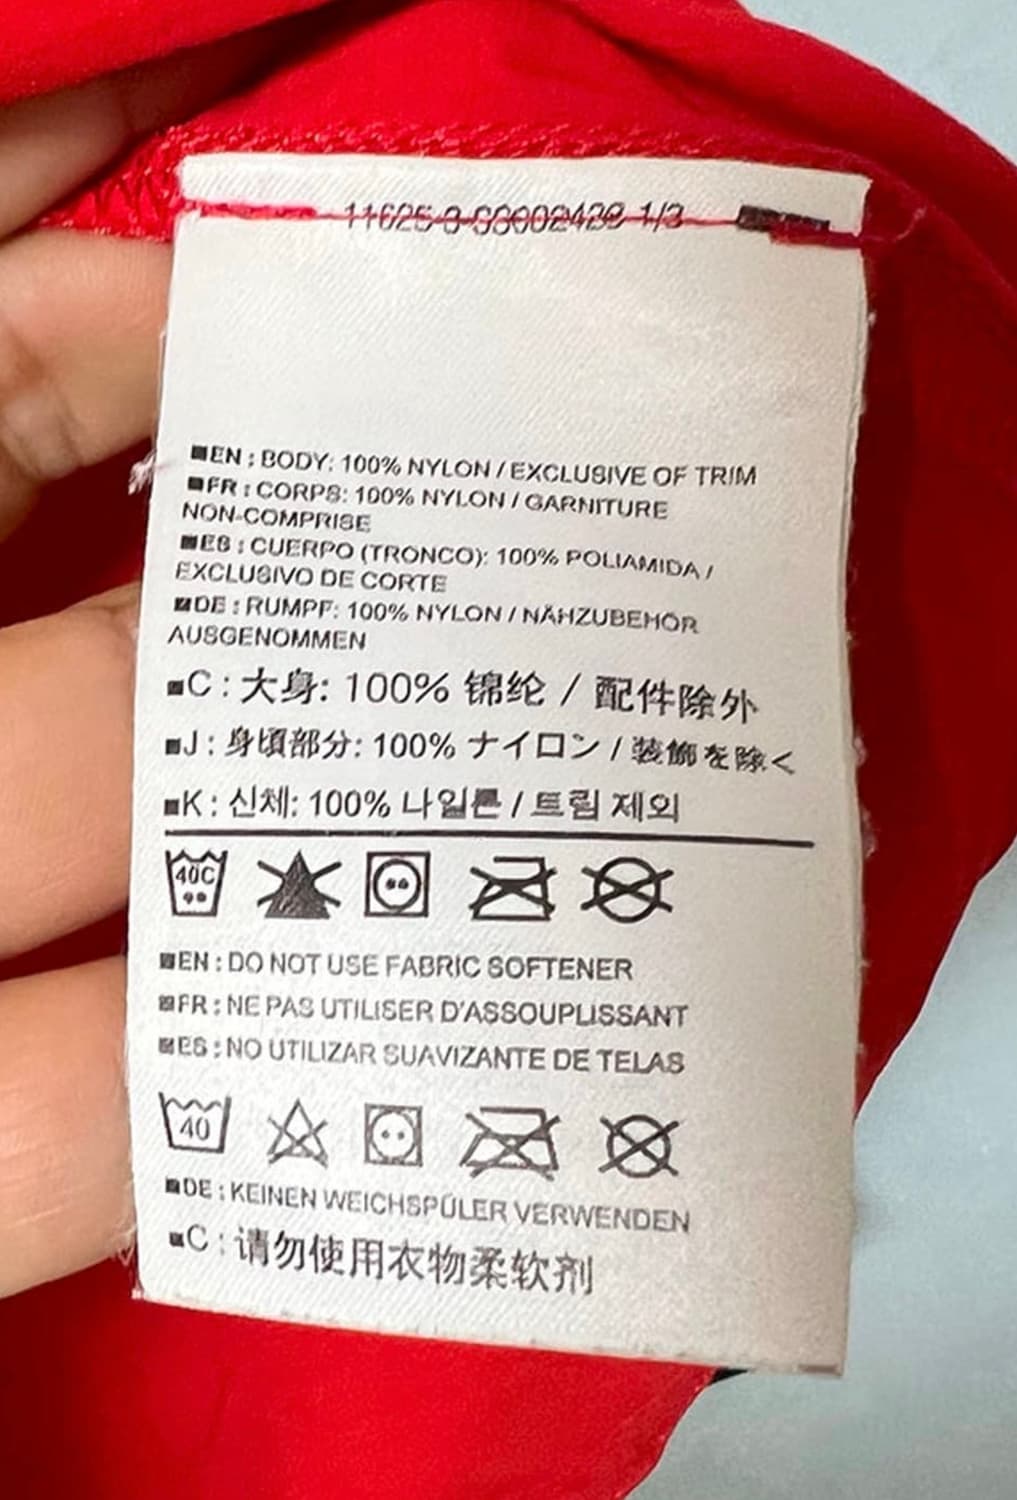 ■EN : BODY: 100% NYLON / EXCLUSIVE OF TRIM
■FR : CORPS: 100% NYLON / GARNITURE
NON-COMPRISE
■ES : CUERPO (TRONCO): 100% POLIAMIDA /
EXCLUSIVO DE CORTE
■DE : RUMPF: 100% NYLON / NÄHZUBEHÖR
AUSGENOMMEN
■C : 大身: 100% 锦纶 / 配件除外
■J : 身頃部分: 100% ナイロン / 装飾を除く
■K : 신체: 100% 나일론 / 트림 제외
40C
■EN : DO NOT USE FABRIC SOFTENER
■FR : NE PAS UTILISER D'ASSOUPLISSANT
■ES : NO UTILIZAR SUAVIZANTE DE TELAS
40
■DE : KEINEN WEICHSPÜLER VERWENDEN
■C : 请勿使用衣物柔软剂